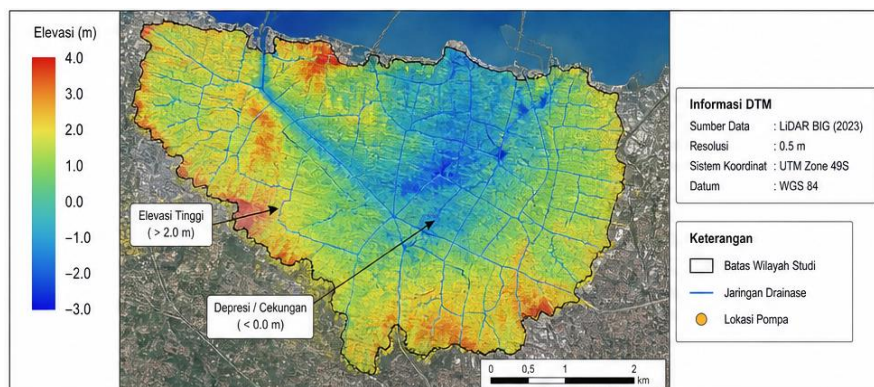 Elevasi (m)
4.0
3.0
2.0
1.0
0.0
−1.0
−2.0
−3.0
Elevasi Tinggi
( > 2.0 m)
Depresi / Cekungan
( < 0.0 m)
0 0,5 1 2
km
Informasi DTM
Sumber Data : LiDAR BIG (2023)
Resolusi : 0.5 m
Sistem Koordinat : UTM Zone 49S
Datum : WGS 84
Keterangan
Batas Wilayah Studi
Jaringan Drainase
Lokasi Pompa